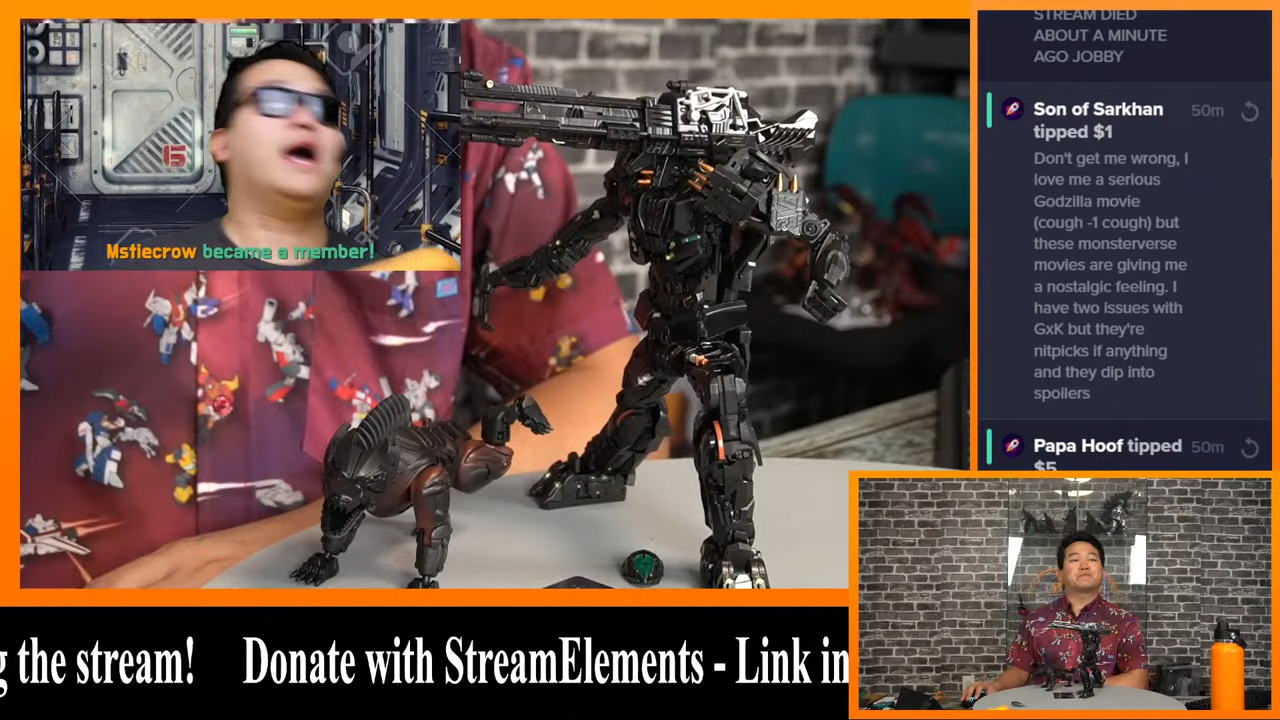 STREAM DIED
ABOUT A MINUTE
AGO JOBBY
Son of Sarkhan 50m
tipped $1
Don't get me wrong, I
love me a serious
Godzilla movie
(cough -1 cough) but
these monsterverse
movies are giving me
a nostalgic feeling. I
have two issues with
GxK but they're
nitpicks if anything
and they dip into
spoilers
Papa Hoof tipped 50m
$5
6
Mstiecrow became a member!
g the stream! Donate with StreamElements - Link in